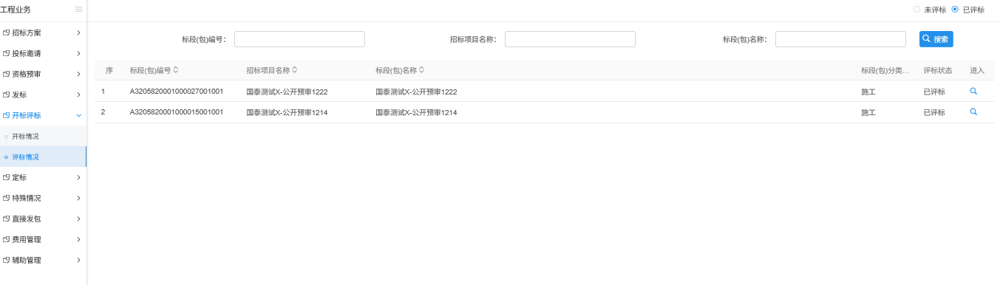 工程业务
未评标 已评标
招标方案
投标邀请
资格预审
发标
开标评标
开标情况
评标情况
定标
特殊情况
直接发包
费用管理
辅助管理
标段(包)编号: 招标项目名称: 标段(包)名称: 搜索
序 标段(包)编号 招标项目名称 标段(包)名称 标段(包)分类... 评标状态 进入
1 A3205820001000027001001 国泰测试X-公开预审1222 国泰测试X-公开预审1222 施工 已评标
2 A3205820001000015001001 国泰测试X-公开预审1214 国泰测试X-公开预审1214 施工 已评标